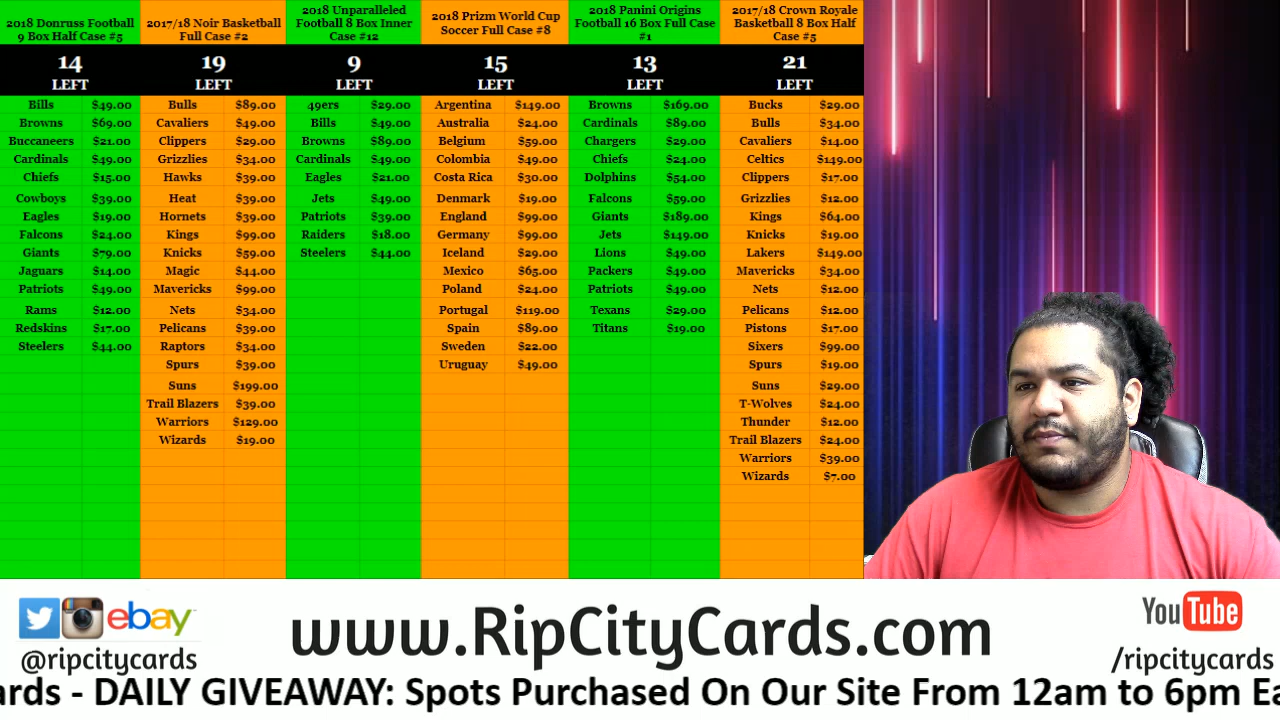 2018 Donruss Football
9 Box Half Case #5
14
LEFT
Bills $49.00
Browns $69.00
Buccaneers $21.00
Cardinals $49.00
Chiefs $15.00
Cowboys $39.00
Eagles $19.00
Falcons $24.00
Giants $79.00
Jaguars $14.00
Patriots $49.00
Rams $12.00
Redskins $17.00
Steelers $44.00
2017/18 Noir Basketball
Full Case #2
19
LEFT
Bulls $89.00
Cavaliers $49.00
Clippers $29.00
Grizzlies $34.00
Hawks $39.00
Heat $39.00
Hornets $39.00
Kings $99.00
Knicks $59.00
Magic $44.00
Mavericks $99.00
Nets $34.00
Pelicans $39.00
Raptors $34.00
Spurs $39.00
Suns $199.00
Trail Blazers $39.00
Warriors $129.00
Wizards $19.00
2018 Unparalleled
Football 8 Box Inner
Case #12
9
LEFT
49ers $29.00
Bills $49.00
Browns $89.00
Cardinals $49.00
Eagles $21.00
Jets $49.00
Patriots $39.00
Raiders $18.00
Steelers $44.00
2018 Prizm World Cup
Soccer Full Case #8
15
LEFT
Argentina $149.00
Australia $24.00
Belgium $59.00
Colombia $49.00
Costa Rica $30.00
Denmark $19.00
England $99.00
Germany $99.00
Iceland $29.00
Mexico $65.00
Poland $24.00
Portugal $119.00
Spain $89.00
Sweden $22.00
Uruguay $49.00
2018 Panini Origins
Football 16 Box Full Case
#1
13
LEFT
Browns $169.00
Cardinals $89.00
Chargers $29.00
Chiefs $24.00
Dolphins $54.00
Falcons $59.00
Giants $189.00
Jets $149.00
Lions $49.00
Packers $49.00
Patriots $49.00
Texans $29.00
Titans $19.00
2017/18 Crown Royale
Basketball 8 Box Half
Case #5
21
LEFT
Bucks $29.00
Bulls $34.00
Cavaliers $14.00
Celtics $149.00
Clippers $17.00
Grizzlies $12.00
Kings $64.00
Knicks $19.00
Lakers $149.00
Mavericks $34.00
Nets $12.00
Pelicans $12.00
Pistons $17.00
Sixers $99.00
Spurs $19.00
Suns $29.00
T-Wolves $24.00
Thunder $12.00
Trail Blazers $24.00
Warriors $39.00
Wizards $7.00
ebay
@ripcitycards
www.RipCityCards.com
YouTube
/ripcitycards
ards - DAILY GIVEAWAY: Spots Purchased On Our Site From 12am to 6pm Ea